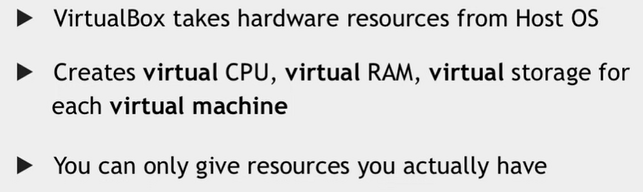 ▶ VirtualBox takes hardware resources from Host OS
▶ Creates virtual CPU, virtual RAM, virtual storage for
each virtual machine
▶ You can only give resources you actually have